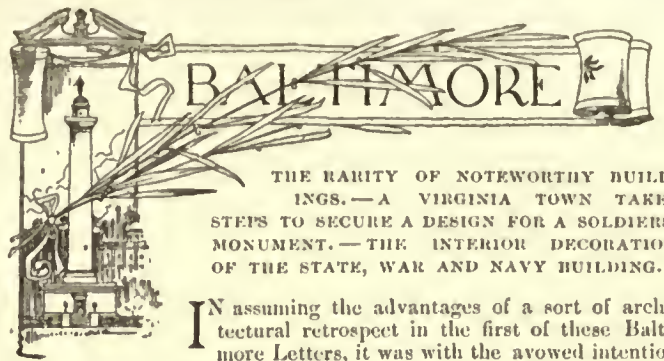 BALTIMORE
THE RARITY OF NOTEWORTHY BUILD
INGS.—A VIRGINIA TOWN TAKE
STEPS TO SECURE A DESIGN FOR A SOLDIER
MONUMENT.—THE INTERIOR DECORATIO
OF THE STATE, WAR AND NAVY BUILDING.
IN assuming the advantages of a sort of arch
tectural retrospect in the first of these Balt
more Letters, it was with the avowed intentio